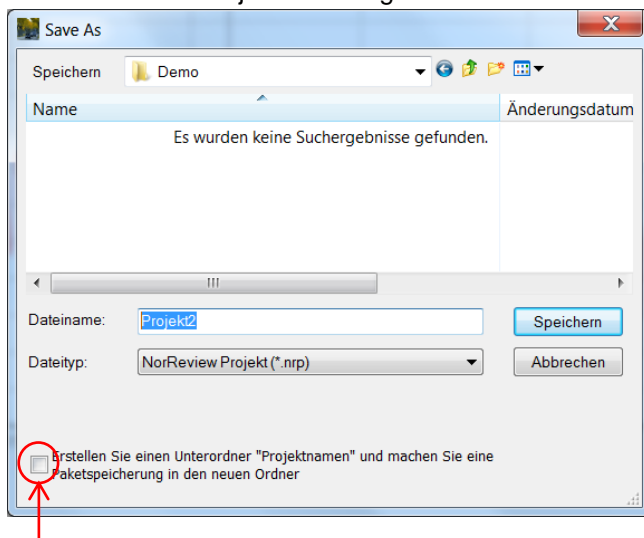 Save As
Speichern Demo
Name Änderungsdatum
Es wurden keine Suchergebnisse gefunden.
Dateiname: Projekt2 Speichern
Dateityp: NorReview Projekt (*.nrp) Abbrechen
Erstellen Sie einen Unterordner "Projektnamen" und machen Sie eine
Paketspeicherung in den neuen Ordner